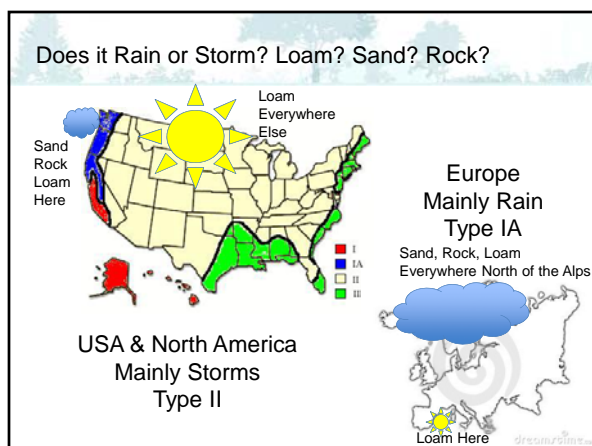 Does it Rain or Storm? Loam? Sand? Rock?
Loam
Everywhere
Else
Sand
Rock
Loam
Here
I
IA
II
III
USA & North America
Mainly Storms
Type II
Europe
Mainly Rain
Type IA
Sand, Rock, Loam
Everywhere North of the Alps
Loam Here
dreamstime